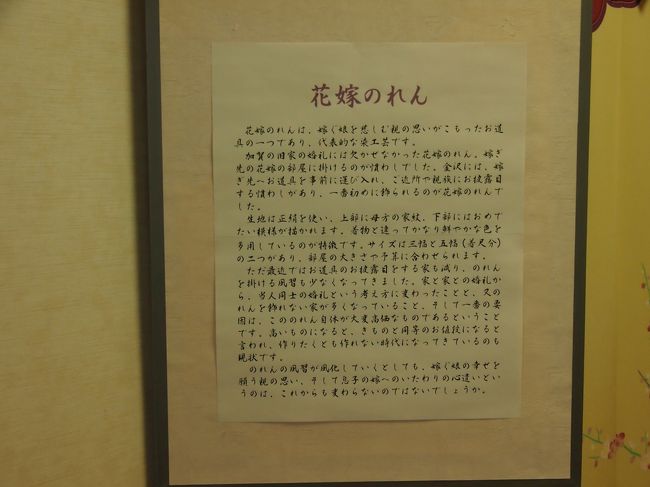 花嫁のれん
花嫁のれんは、嫁ぐ娘を慈しむ親の思いがこもったお道
具の一つであり、代表的な染工芸です。
加賀の旧家の婚礼には欠かせなかった花嫁のれん。嫁ぎ
先の花嫁の部屋に掛けるのが慣わしでした。金沢には、嫁
ぎ先へお道具を事前に運び入れ、ご近所や親族にお披露目
する慣わしがあり、一番初めに飾られるのが花嫁のれんで
した。
生地は正絹を使い、上部に母方の家紋、下部にはおめで
たい模様が描かれます。着物と違ってかなり鮮やかな色を
多用しているのが特徴です。サイズは三幅と五幅（着尺分）
の二つがあり、部屋の大きさや予算に合わせられます。
ただ最近ではお道具のお披露目をする家も減り、のれん
を掛ける風習も少なくなってきました。家と家との婚礼か
ら、当人同士の婚礼という考え方に変わったことと、又の
れんを飾れない家が多くなっていること、そして一番の要
因は、こののれん自体が大変高価なものであるということ
です。高いものになると、きものと同等のお値段になると
言われ、作りたくとも作れない時代になってきているのも
現状です。
のれんの風習が風化していくとしても、嫁ぐ娘の幸せを
願う親の思い、そして息子の嫁へのいたわりの心遣いとい
うのは、これからも変わらないのではないでしょうか。